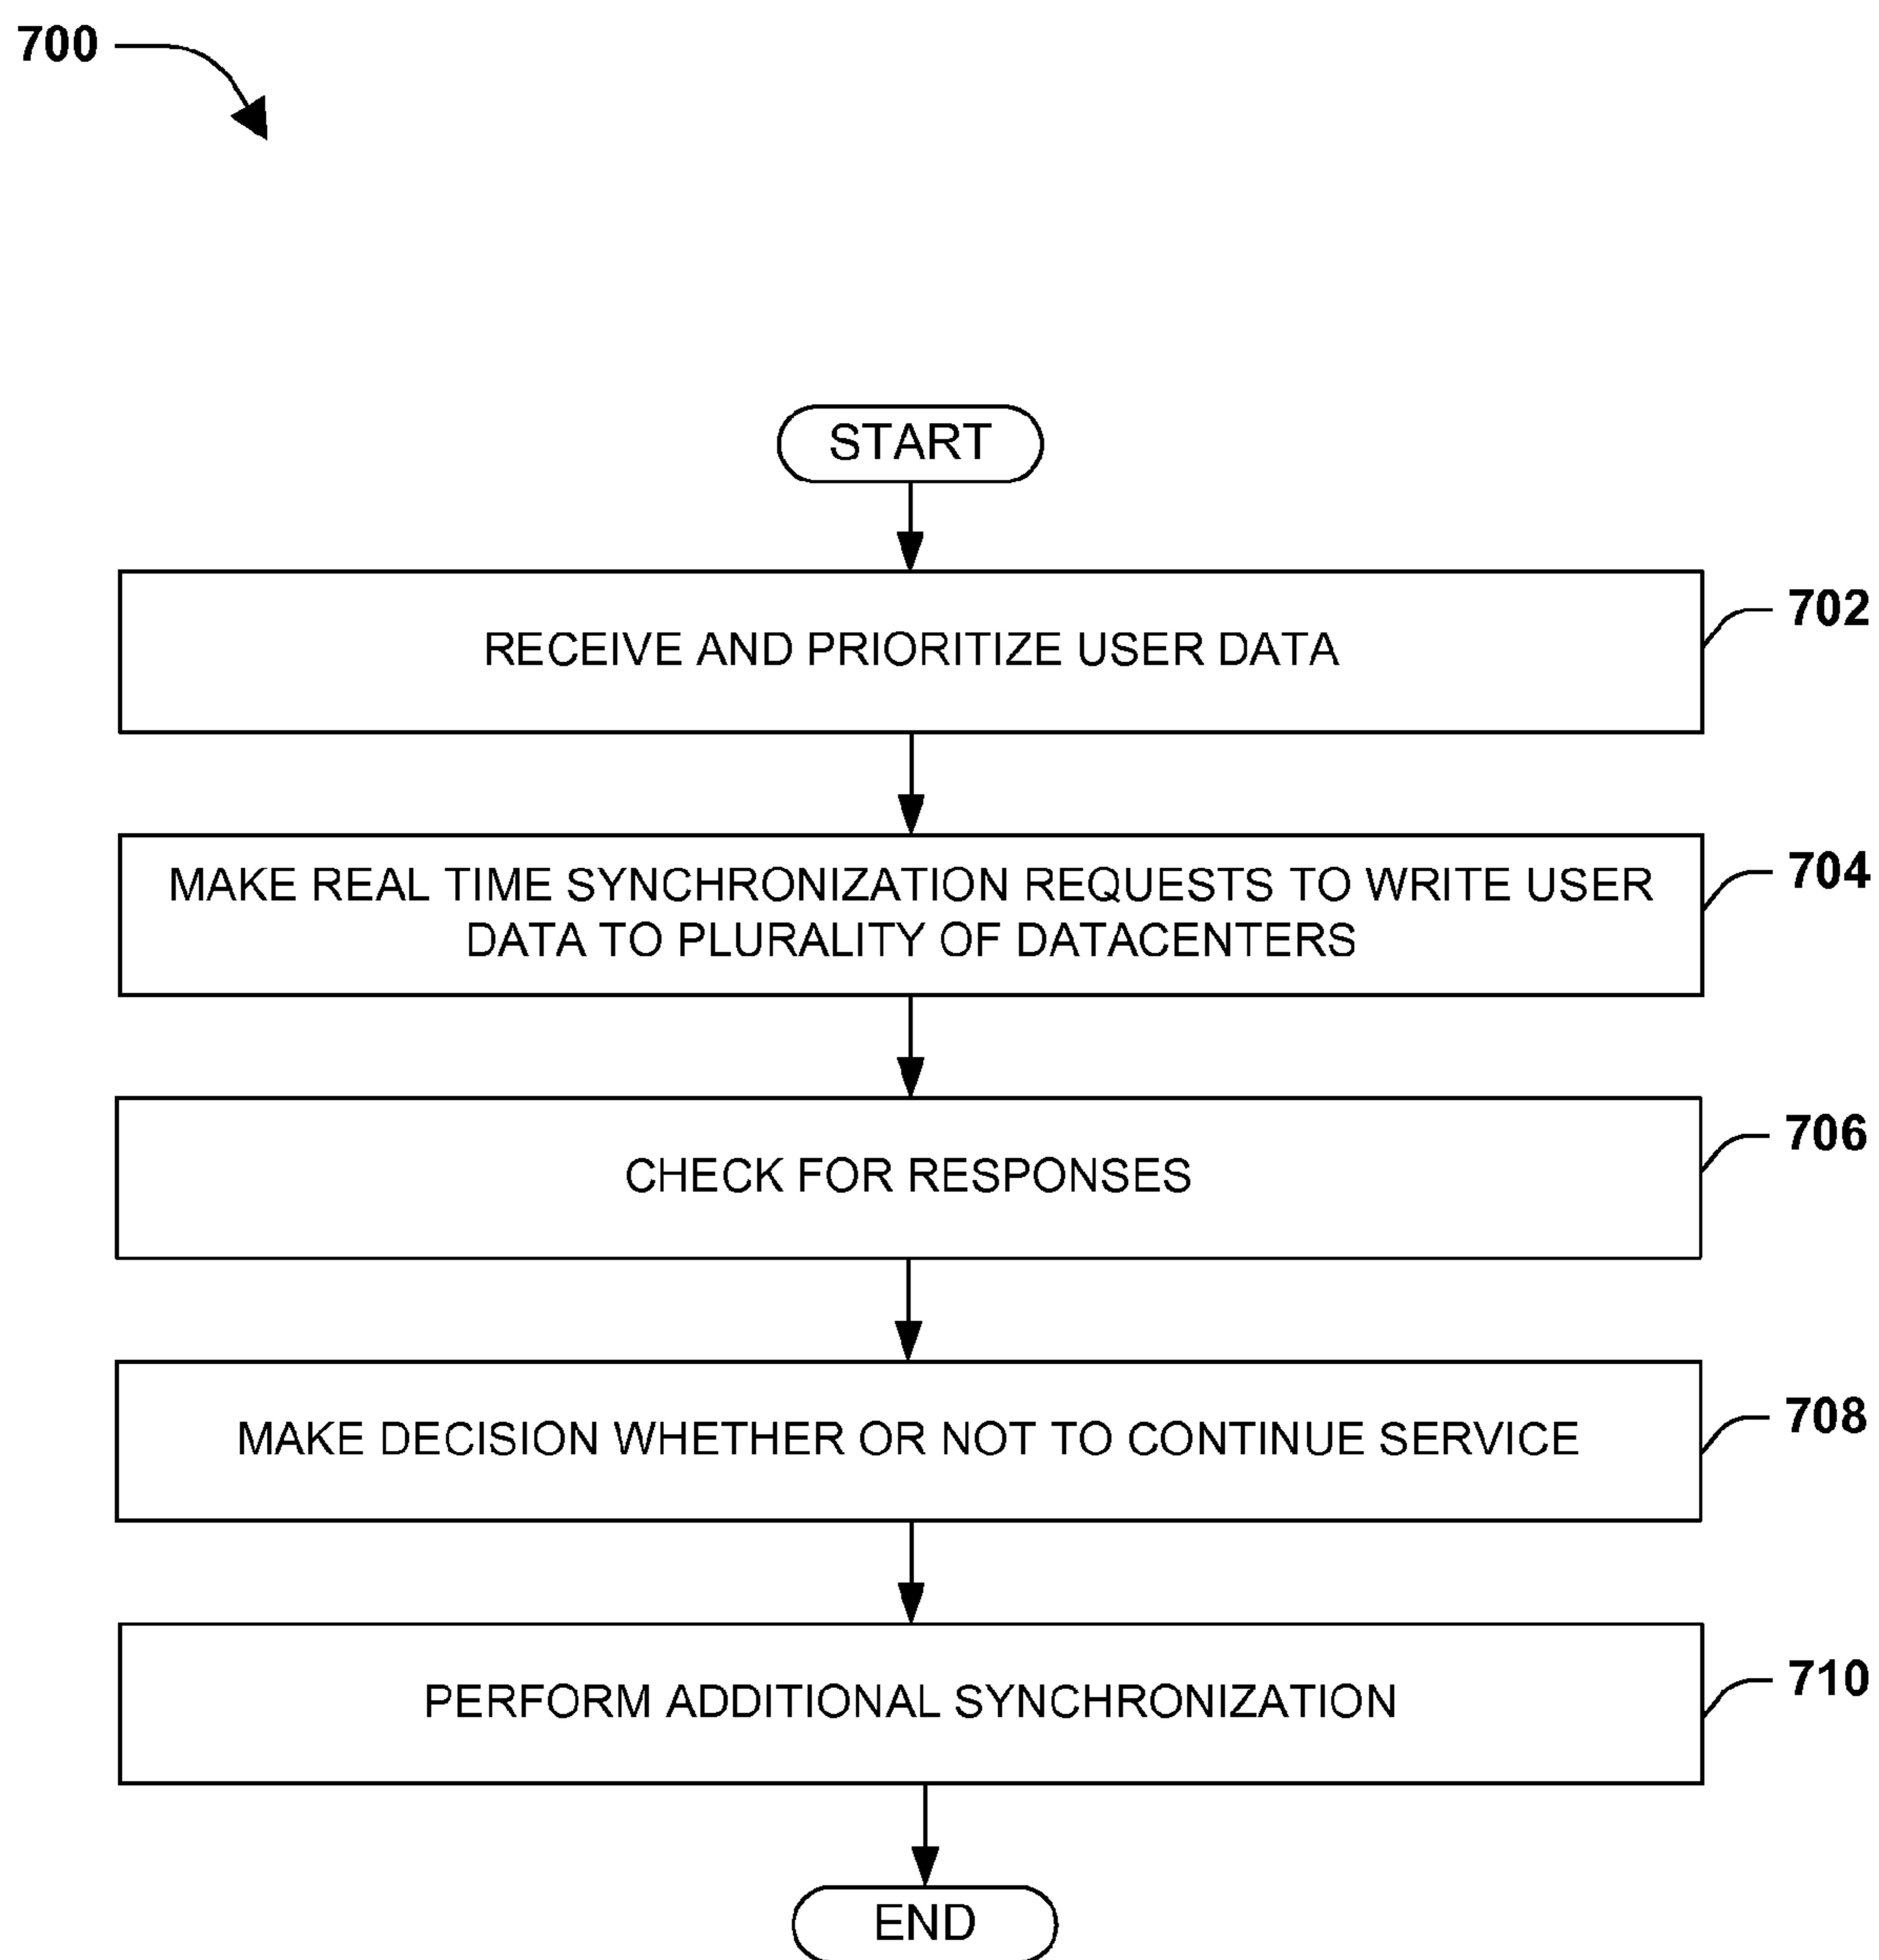 700
START
RECEIVE AND PRIORITIZE USER DATA
702
MAKE REAL TIME SYNCHRONIZATION REQUESTS TO WRITE USER
DATA TO PLURALITY OF DATACENTERS
704
CHECK FOR RESPONSES
706
MAKE DECISION WHETHER OR NOT TO CONTINUE SERVICE
708
PERFORM ADDITIONAL SYNCHRONIZATION
710
END